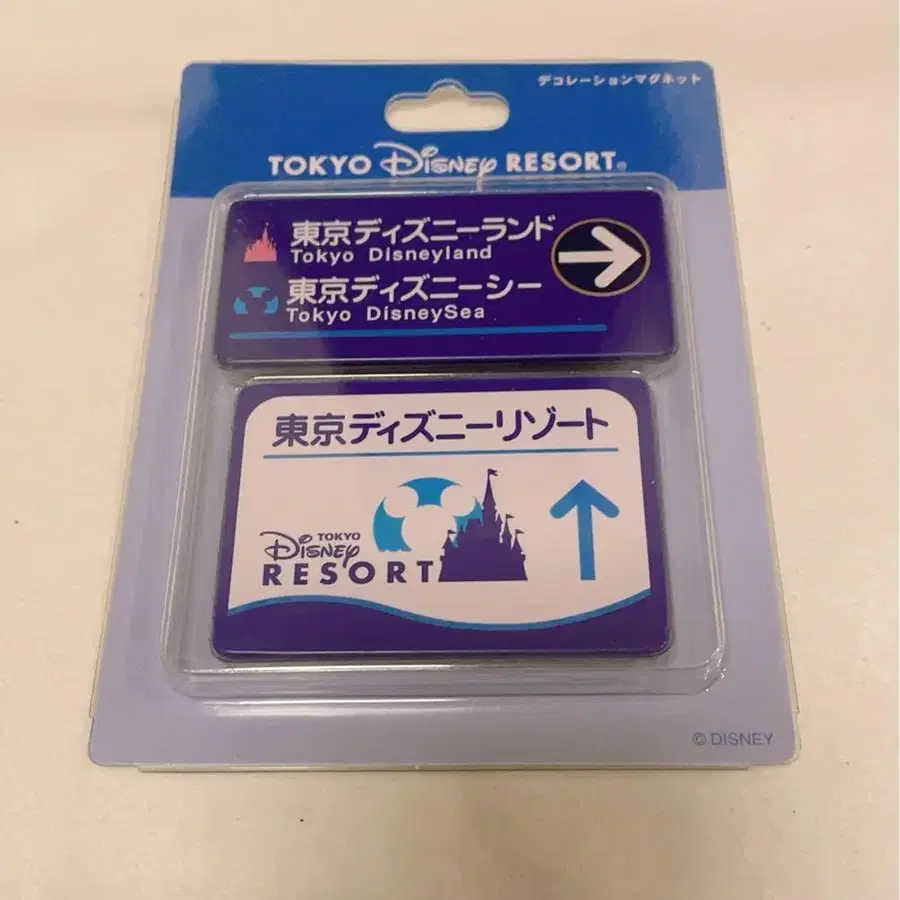 デコレーションマグネット
TOKYO Disney RESORT®
東京ディズニーランド
Tokyo Disneyland
東京ディズニーシー
Tokyo DisneySea
東京ディズニーリゾート
TOKYO
Disney
RESORT
© DISNEY